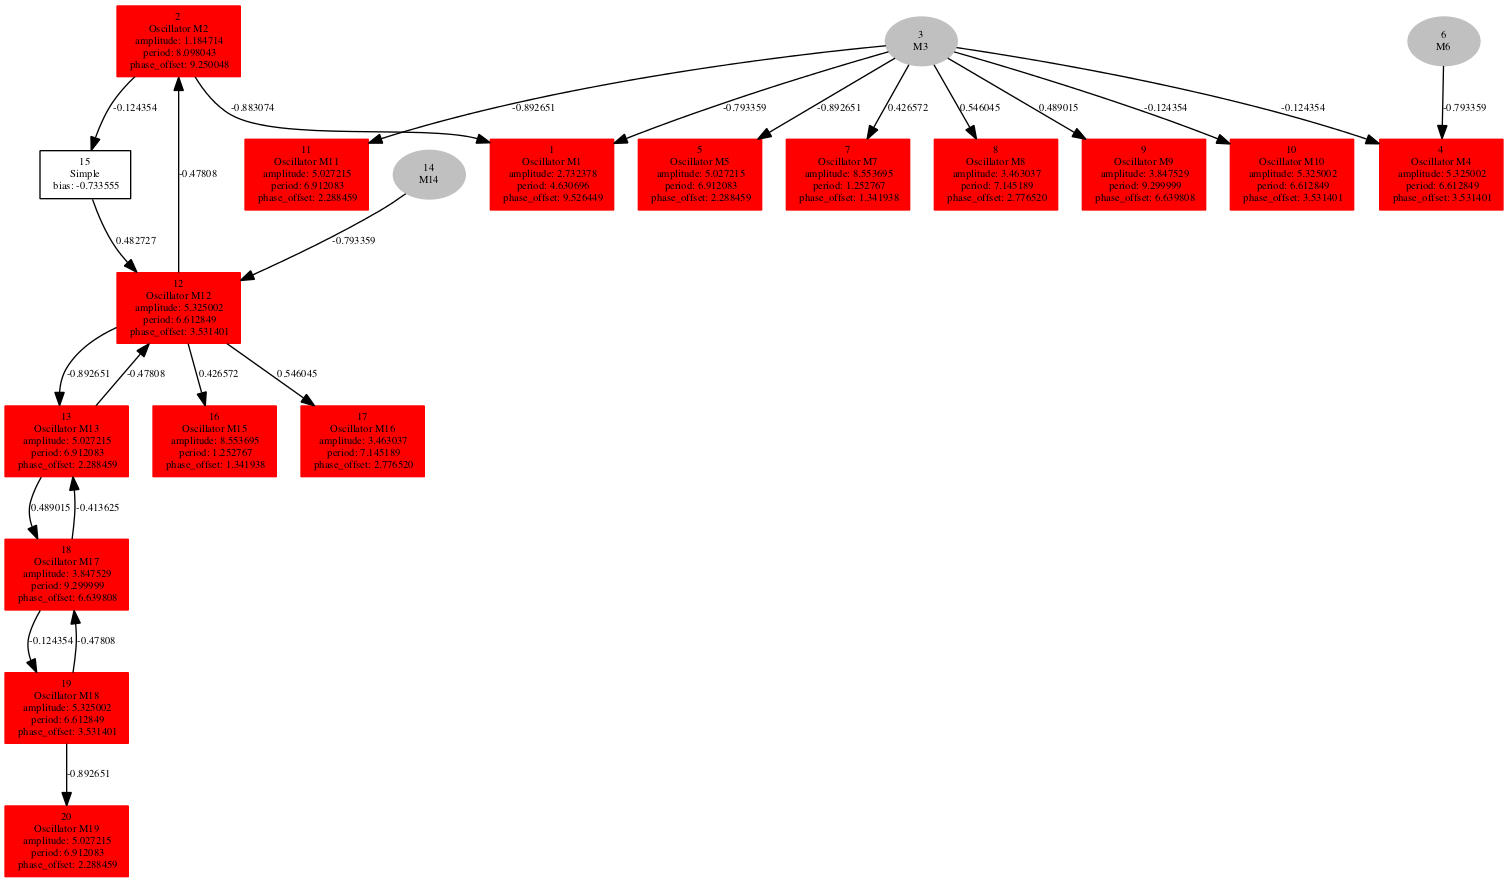 2
Oscillator M2
amplitude: 1.184714
period: 8.098043
phase_offset: 9.250048
3
M3
6
M6
-0.124354
-0.883074
-0.892651
-0.793359
-0.892651
0.426572
0.546045
0.489015
-0.124354
-0.124354
-0.793359
15
Simple
bias: -0.733555
-0.47808
11
Oscillator M11
amplitude: 5.027215
period: 6.912083
phase_offset: 2.288459
14
M14
1
Oscillator M1
amplitude: 2.732378
period: 4.630696
phase_offset: 9.526449
5
Oscillator M5
amplitude: 5.027215
period: 6.912083
phase_offset: 2.288459
7
Oscillator M7
amplitude: 8.553695
period: 1.252767
phase_offset: 1.341938
8
Oscillator M8
amplitude: 3.463037
period: 7.145189
phase_offset: 2.776520
9
Oscillator M9
amplitude: 3.847529
period: 9.299999
phase_offset: 6.639808
10
Oscillator M10
amplitude: 5.325002
period: 6.612849
phase_offset: 3.531401
4
Oscillator M4
amplitude: 5.325002
period: 6.612849
phase_offset: 3.531401
0.482727
-0.793359
12
Oscillator M12
amplitude: 5.325002
period: 6.612849
phase_offset: 3.531401
-0.892651
-0.47808
0.426572
0.546045
13
Oscillator M13
amplitude: 5.027215
period: 6.912083
phase_offset: 2.288459
16
Oscillator M15
amplitude: 8.553695
period: 1.252767
phase_offset: 1.341938
17
Oscillator M16
amplitude: 3.463037
period: 7.145189
phase_offset: 2.776520
0.489015
-0.413625
18
Oscillator M17
amplitude: 3.847529
period: 9.299999
phase_offset: 6.639808
-0.124354
-0.47808
19
Oscillator M18
amplitude: 5.325002
period: 6.612849
phase_offset: 3.531401
-0.892651
20
Oscillator M19
amplitude: 5.027215
period: 6.912083
phase_offset: 2.288459